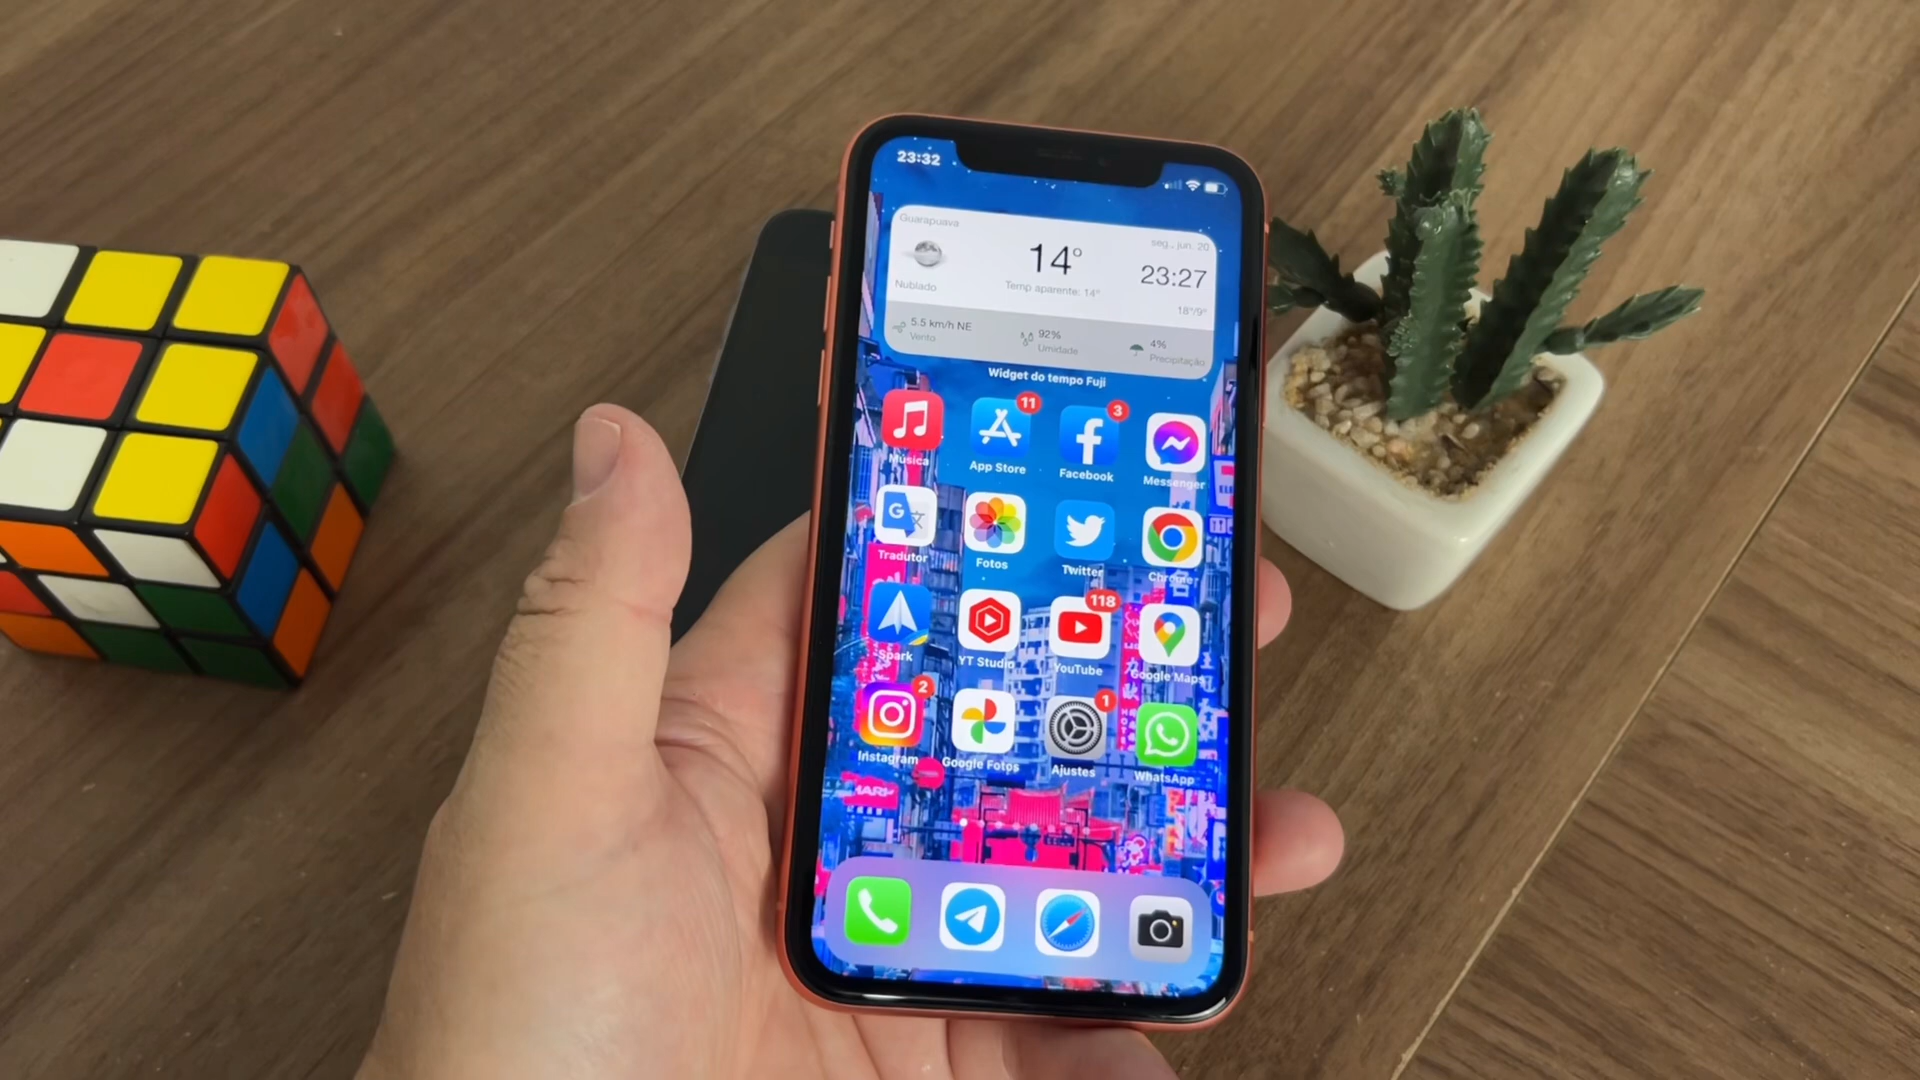 23:32
Guarapuava
seg., jun. 20
14°
23:27
Nublado
Temp aparente: 14°
18°/9°
5.5 km/h NE
Vento
92%
Umidade
4%
Precipitação
Widget do tempo Fuji
11
3
Música
App Store
Facebook
Messenger
G
文
Tradutor
Fotos
Twitter
Chrome
118
Spark
YT Studio
YouTube
Google Maps
2
1
Instagram
Google Fotos
Ajustes
WhatsApp